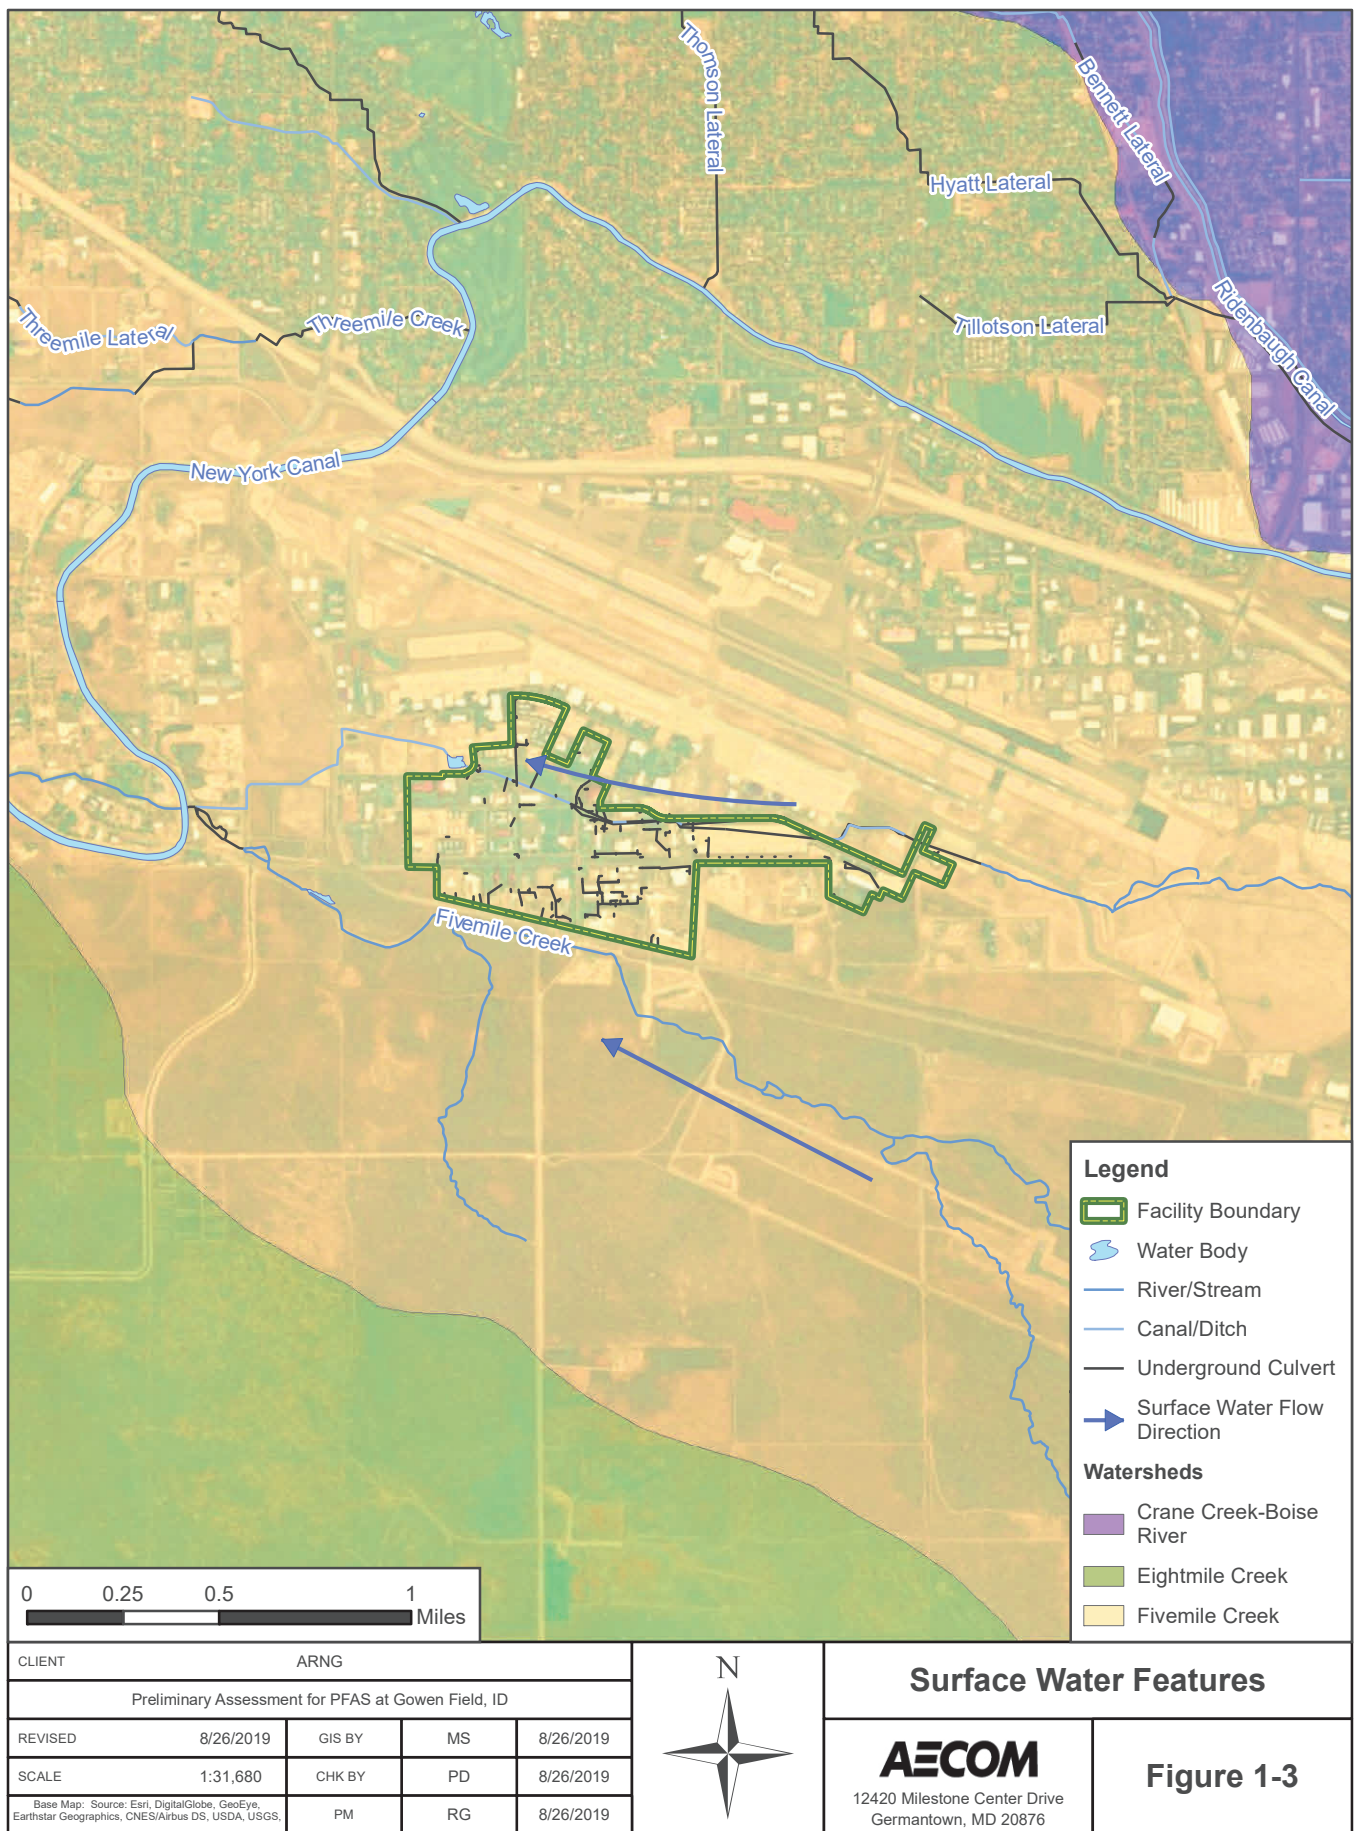 Thomson Lateral
Bennett Lateral
Hyatt Lateral
Ridenbaugh Canal
Threemile Lateral
Threemile Creek
Tillotson Lateral
New York Canal
Fivemile Creek
Legend
Facility Boundary
Water Body
River/Stream
Canal/Ditch
Underground Culvert
Surface Water Flow
Direction
Watersheds
Crane Creek-Boise
River
Eightmile Creek
Fivemile Creek
0 0.25 0.5 1
Miles
CLIENT ARNG
Preliminary Assessment for PFAS at Gowen Field, ID
REVISED 8/26/2019 GIS BY MS 8/26/2019
SCALE 1:31,680 CHK BY PD 8/26/2019
Base Map: Source: Esri, DigitalGlobe, GeoEye,
Earthstar Geographics, CNES/Airbus DS, USDA, USGS,
PM RG 8/26/2019
N
Surface Water Features
AECOM
12420 Milestone Center Drive
Germantown, MD 20876
Figure 1-3